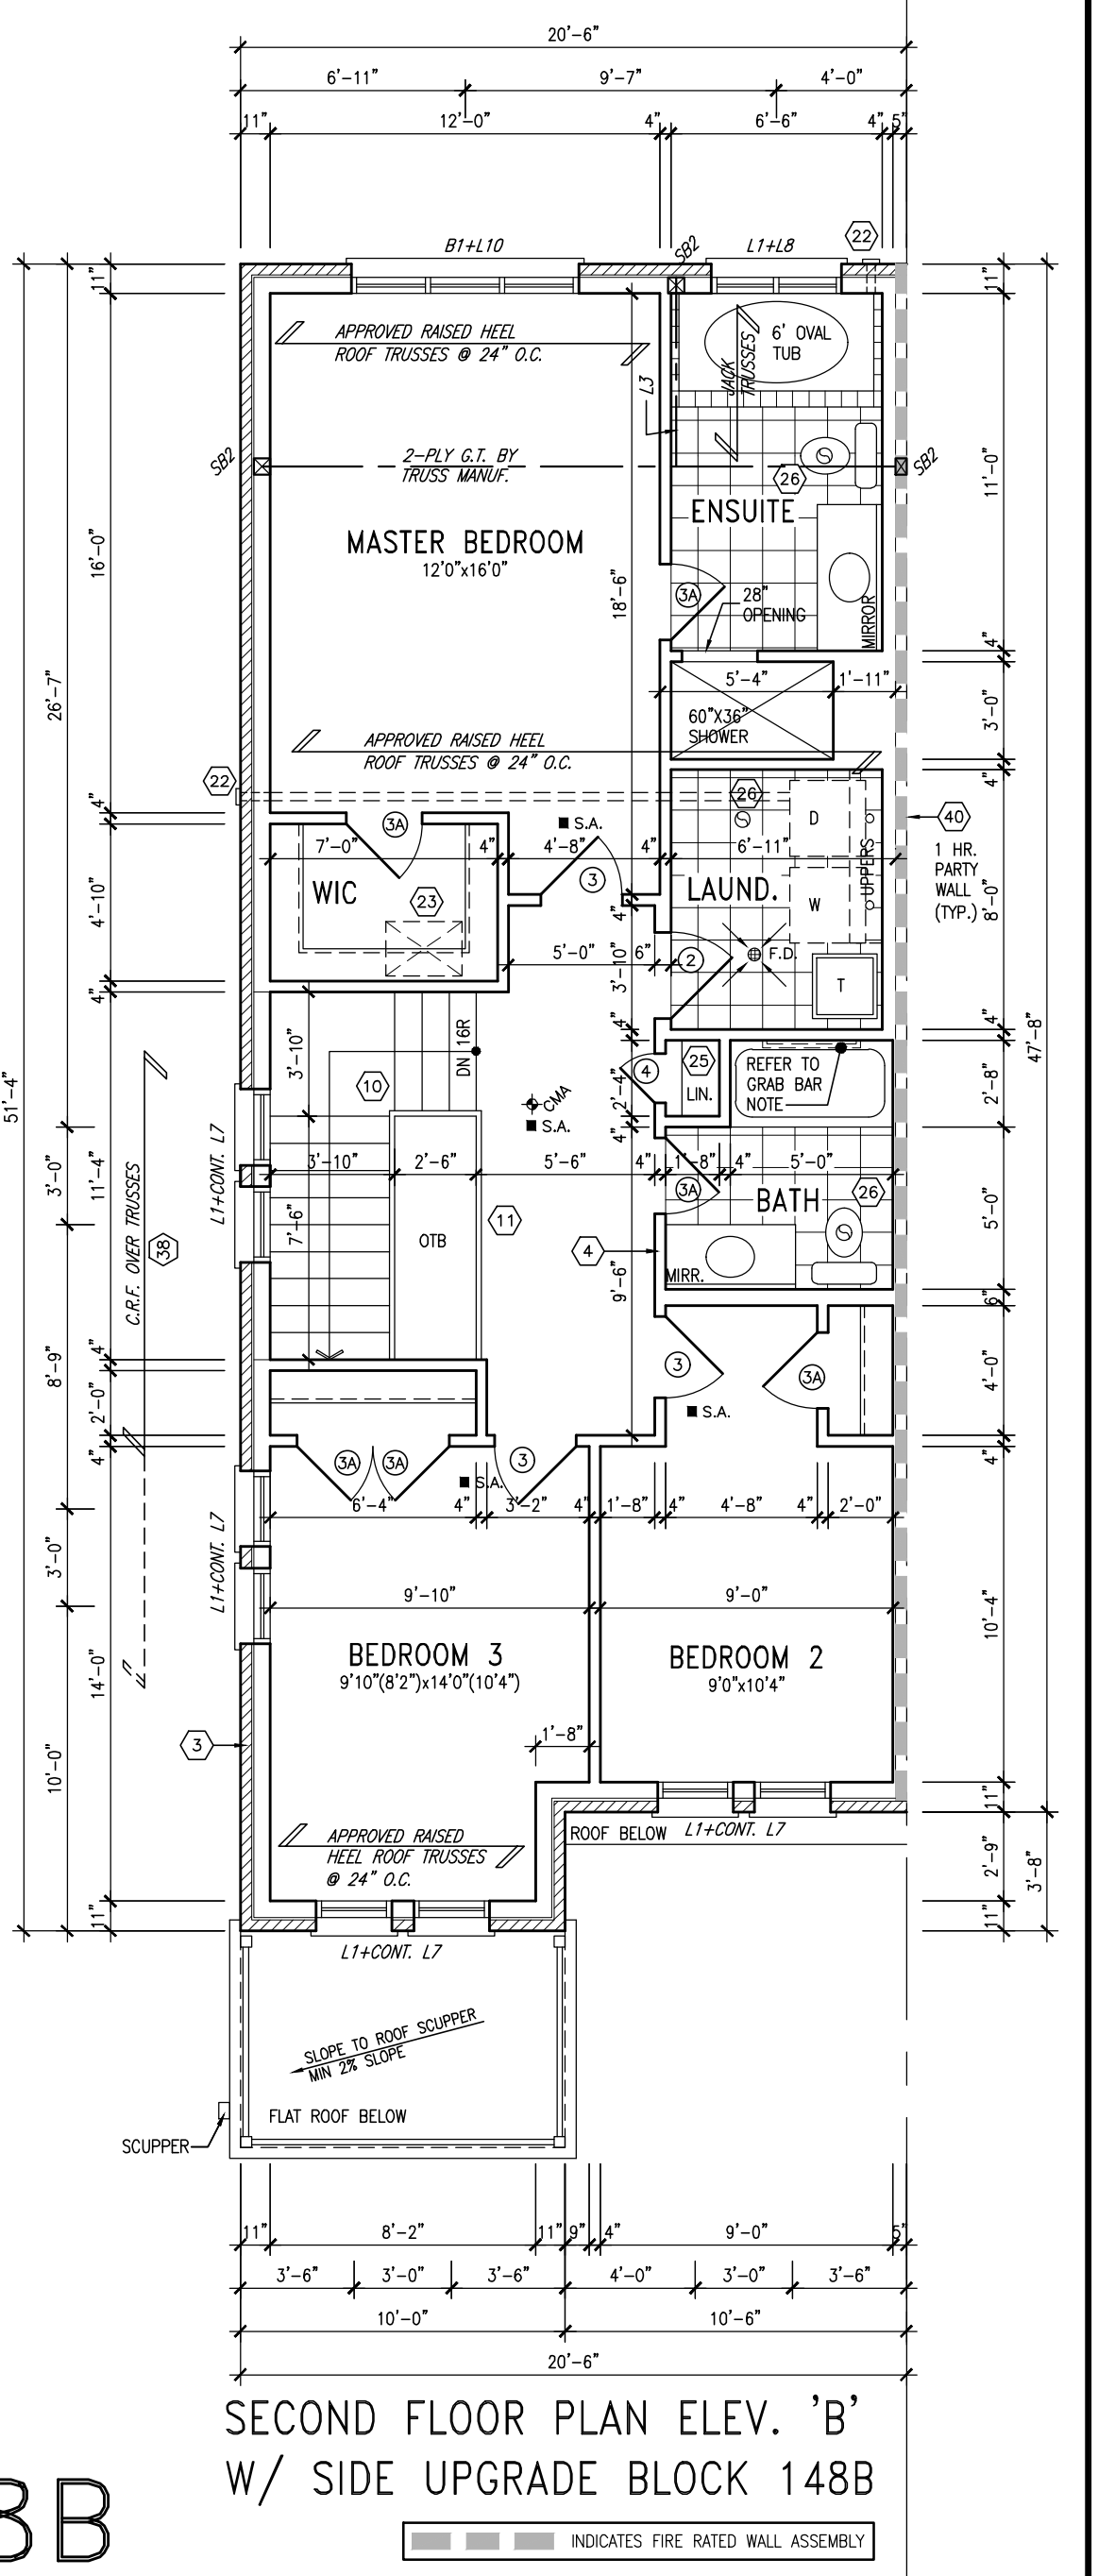 20'-6"
6'-11" 9'-7" 4'-0"
11" 12'-0" 4" 6'-6" 4" 5"
B1+L10 SB2 L1+L8 22
11" 11"
APPROVED RAISED HEEL
ROOF TRUSSES @ 24" O.C.
6' OVAL
TUB
JACK
TRUSSES
L3
SB2
2-PLY G.T. BY
TRUSS MANUF.
SB2
26
ENSUITE
11'-0"
MASTER BEDROOM
12'0"x16'0"
16'-0"
18'-6"
3A
28"
OPENING
MIRROR
26'-7"
4"
5'-4" 1'-11"
60"X36"
SHOWER
3'-0"
APPROVED RAISED HEEL
ROOF TRUSSES @ 24" O.C.
22
4"
4"
3A
S.A.
26
D
40
1 HR.
PARTY
WALL
(TYP.)
7'-0" 4" 4'-8" 4" 6'-11"
UPPERS
WIC
23
3
LAUND.
W
8'-0"
4'-10"
4"
5'-0" 6"
3'-10"
2
F.D.
T
4"
4"
4"
47'-8"
51'-4"
3'-10"
DN 16R
10
CMA
S.A.
4
25
LIN.
2'-4"
REFER TO
GRAB BAR
NOTE
2'-8"
L1+CONT. L7
3'-0"
11'-4"
4"
3'-10" 2'-6" 5'-6" 4" 1'-8" 4" 5'-0"
3A
BATH
26
5'-0"
C.R.F. OVER TRUSSES
38
7'-6"
OTB
11
4
MIRR.
9'-6"
6"
8'-9"
4"
2'-0"
4"
3
3A
4'-0"
S.A.
4"
3A 3A
S.A.
3
6'-4" 4" 3'-2" 4" 1'-8" 4" 4'-8" 4" 2'-0"
L1+CONT. L7
3'-0"
9'-10" 9'-0"
10'-4"
BEDROOM 3
9'10"(8'2")x14'0"(10'4")
BEDROOM 2
9'0"x10'4"
14'-0"
3
1'-8"
10'-0"
11"
APPROVED RAISED
HEEL ROOF TRUSSES
@ 24" O.C.
ROOF BELOW L1+CONT. L7
2'-9"
3'-8"
11" 11"
L1+CONT. L7
SLOPE TO ROOF SCUPPER
MIN 2% SLOPE
FLAT ROOF BELOW
SCUPPER
11" 8'-2" 11" 9" 4" 9'-0" 5"
3'-6" 3'-0" 3'-6" 4'-0" 3'-0" 3'-6"
10'-0" 10'-6"
20'-6"
SECOND FLOOR PLAN ELEV. 'B'
W/ SIDE UPGRADE BLOCK 148B
INDICATES FIRE RATED WALL ASSEMBLY